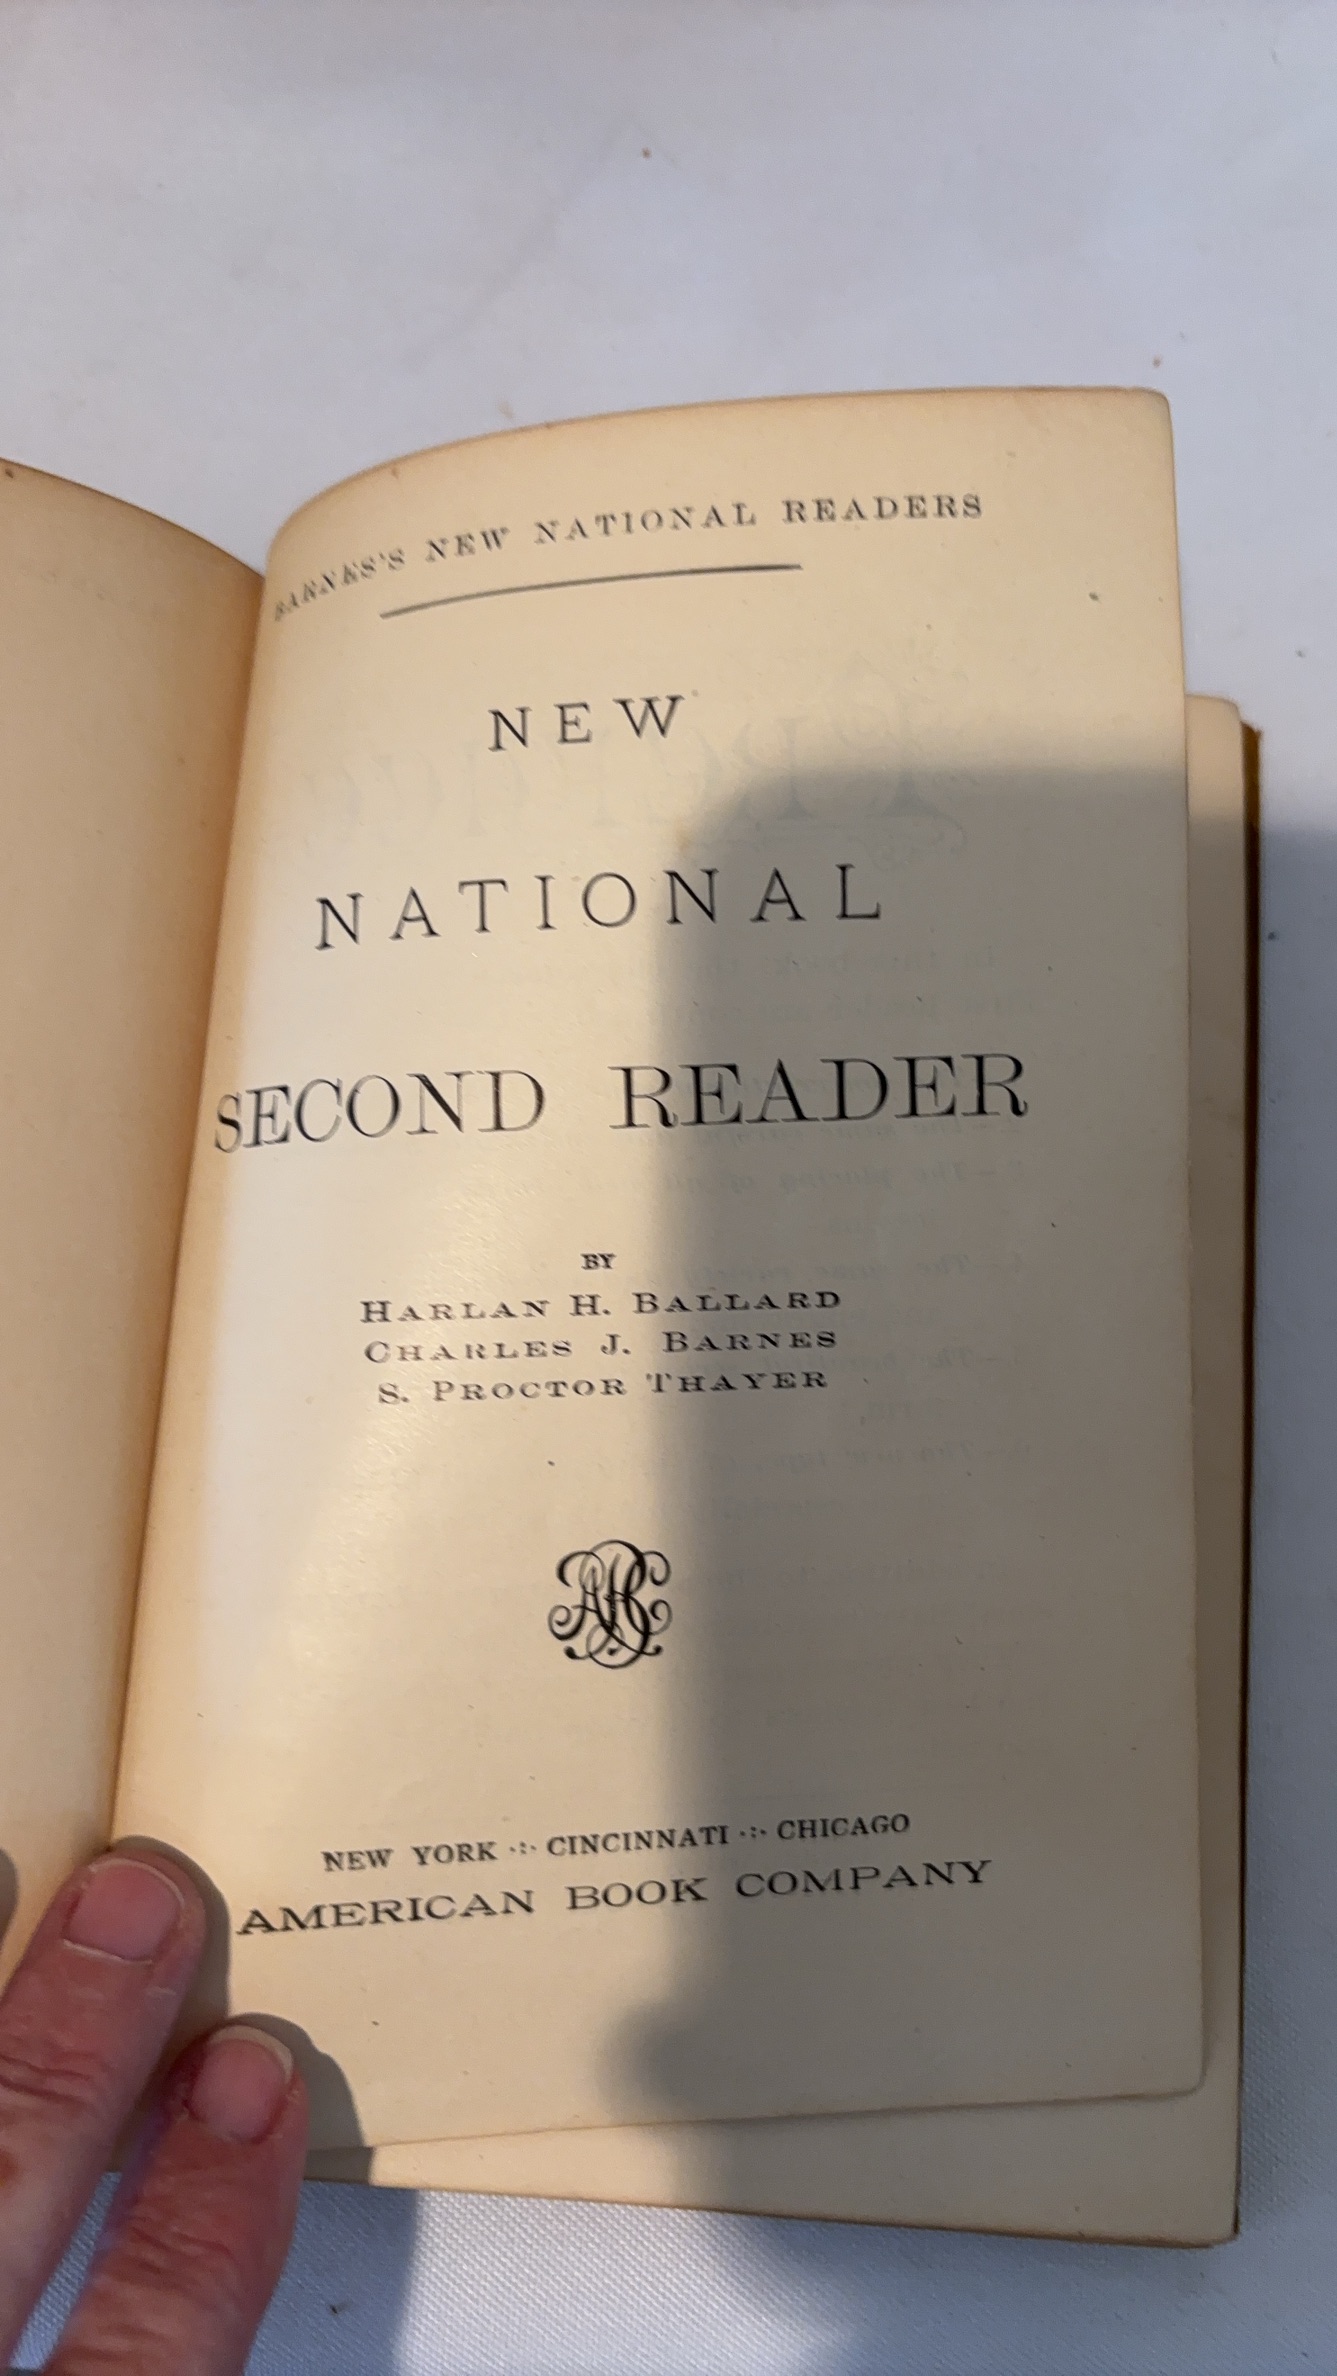 BARNES'S NEW NATIONAL READERS
NEW
NATIONAL
SECOND READER
BY
HARLAN H. BALLARD
CHARLES J. BARNES
S. PROCTOR THAYER
ABC
NEW YORK ·:· CINCINNATI ·:· CHICAGO
AMERICAN BOOK COMPANY